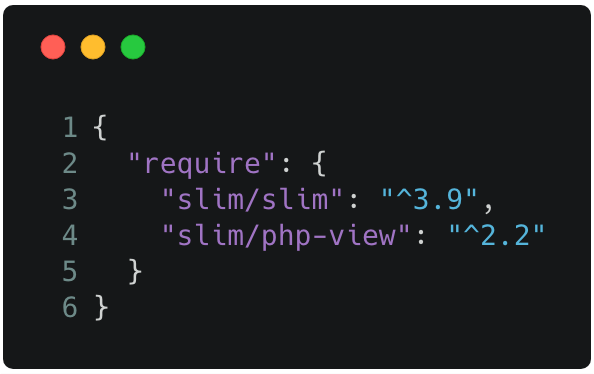 1 {
2   "require": {
3     "slim/slim": "^3.9",
4     "slim/php-view": "^2.2"
5   }
6 }